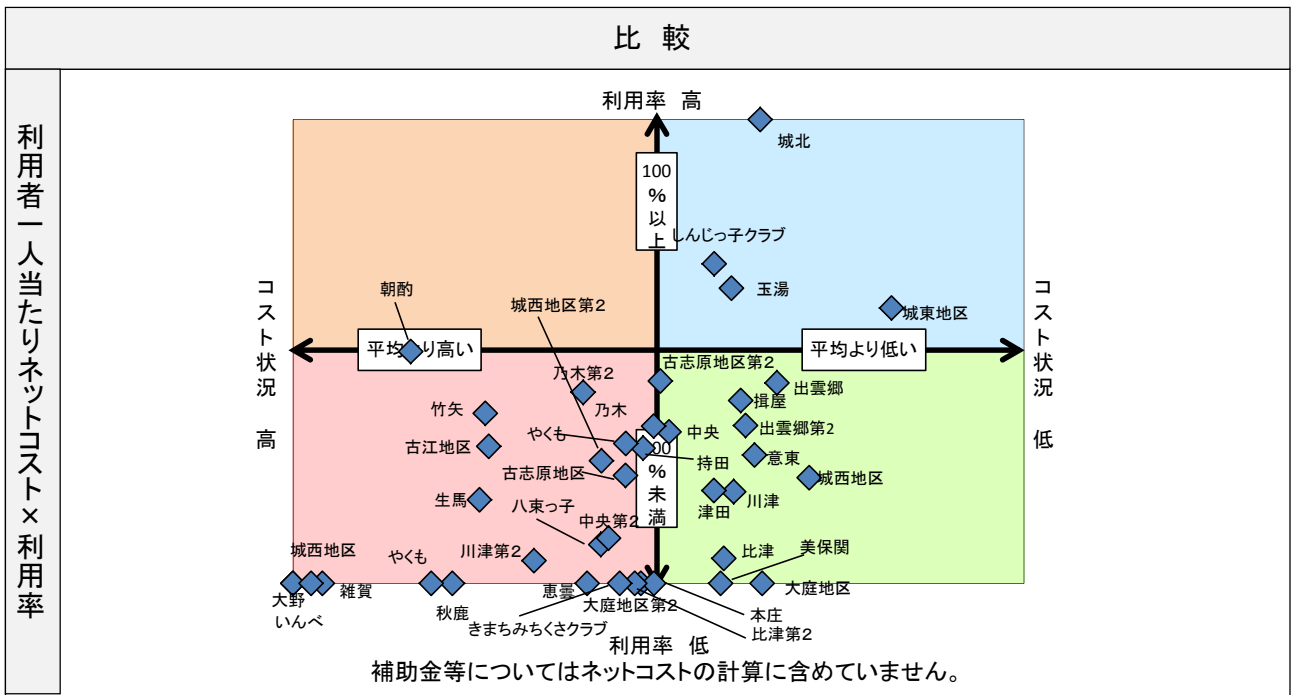 比 較
利用者一人当たりネットコスト×利用率
利用率 高
城北
100%以上
しんじっ子クラブ
コスト状況 高
朝酌
城西地区第2
玉湯
城東地区
コスト状況 低
平均より高い
平均より低い
乃木第2
古志原地区第2
出雲郷
竹矢
乃木
揖屋
やくも
中央
出雲郷第2
古江地区
100%未満
持田
意東
古志原地区
城西地区
生馬
八束っ子
中央第2
津田
川津
城西地区
やくも
川津第2
比津
美保関
大野
雑賀
秋鹿
恵曇
大庭地区第2
大庭地区
いんべ
きまちみちくさクラブ
本庄
比津第2
利用率 低
補助金等についてはネットコストの計算に含めていません。